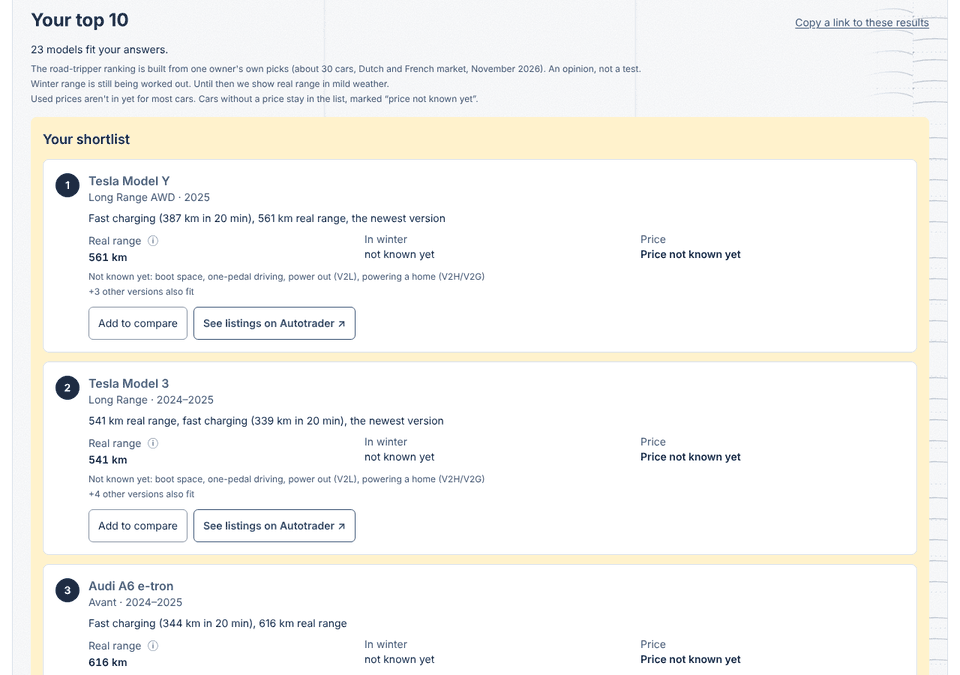 Your top 10
Copy a link to these results
23 models fit your answers.
The road-tripper ranking is built from one owner's own picks (about 30 cars, Dutch and French market, November 2026). An opinion, not a test.
Winter range is still being worked out. Until then we show real range in mild weather.
Used prices aren't in yet for most cars. Cars without a price stay in the list, marked “price not known yet”.
Your shortlist
1
Tesla Model Y
Long Range AWD · 2025
Fast charging (387 km in 20 min), 561 km real range, the newest version
Real range ⓘ In winter Price
561 km not known yet Price not known yet
Not known yet: boot space, one-pedal driving, power out (V2L), powering a home (V2H/V2G)
+3 other versions also fit
Add to compare See listings on Autotrader ↗
2
Tesla Model 3
Long Range · 2024–2025
541 km real range, fast charging (339 km in 20 min), the newest version
Real range ⓘ In winter Price
541 km not known yet Price not known yet
Not known yet: boot space, one-pedal driving, power out (V2L), powering a home (V2H/V2G)
+4 other versions also fit
Add to compare See listings on Autotrader ↗
3
Audi A6 e-tron
Avant · 2024–2025
Fast charging (344 km in 20 min), 616 km real range
Real range ⓘ In winter Price
616 km not known yet Price not known yet